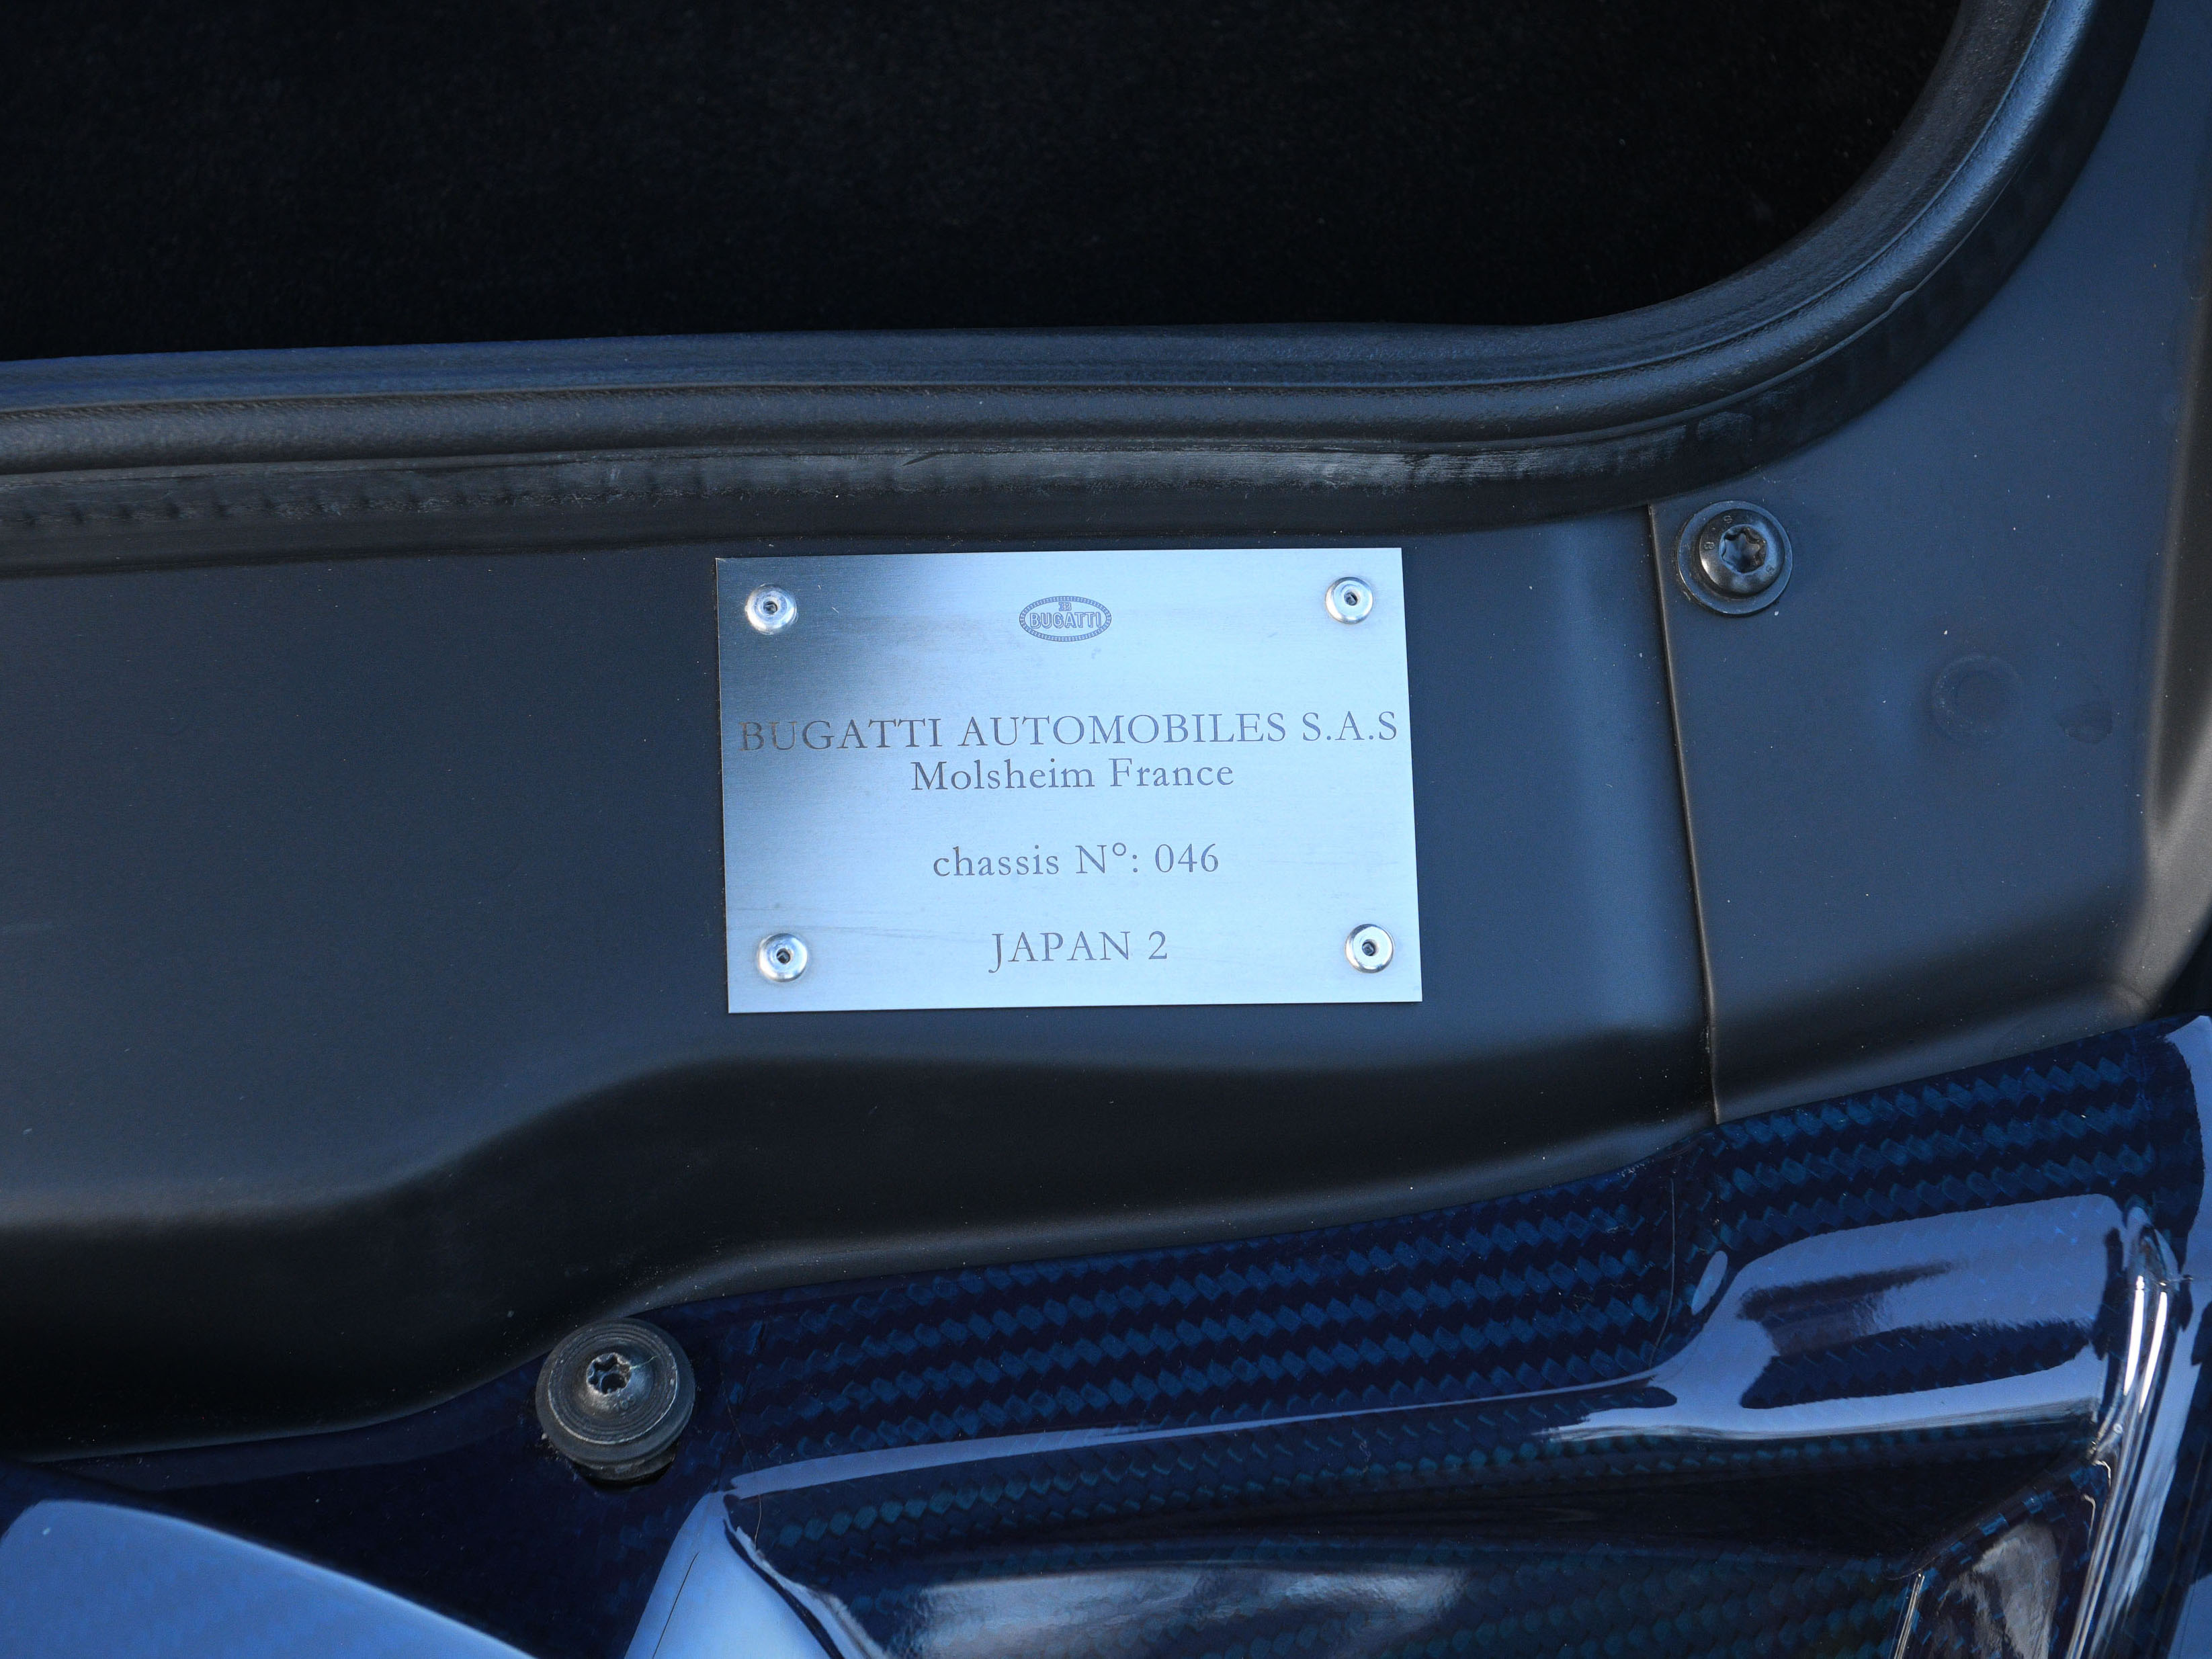 B
BUGATTI
BUGATTI AUTOMOBILES S.A.S
Molsheim France
chassis N°: 046
JAPAN 2